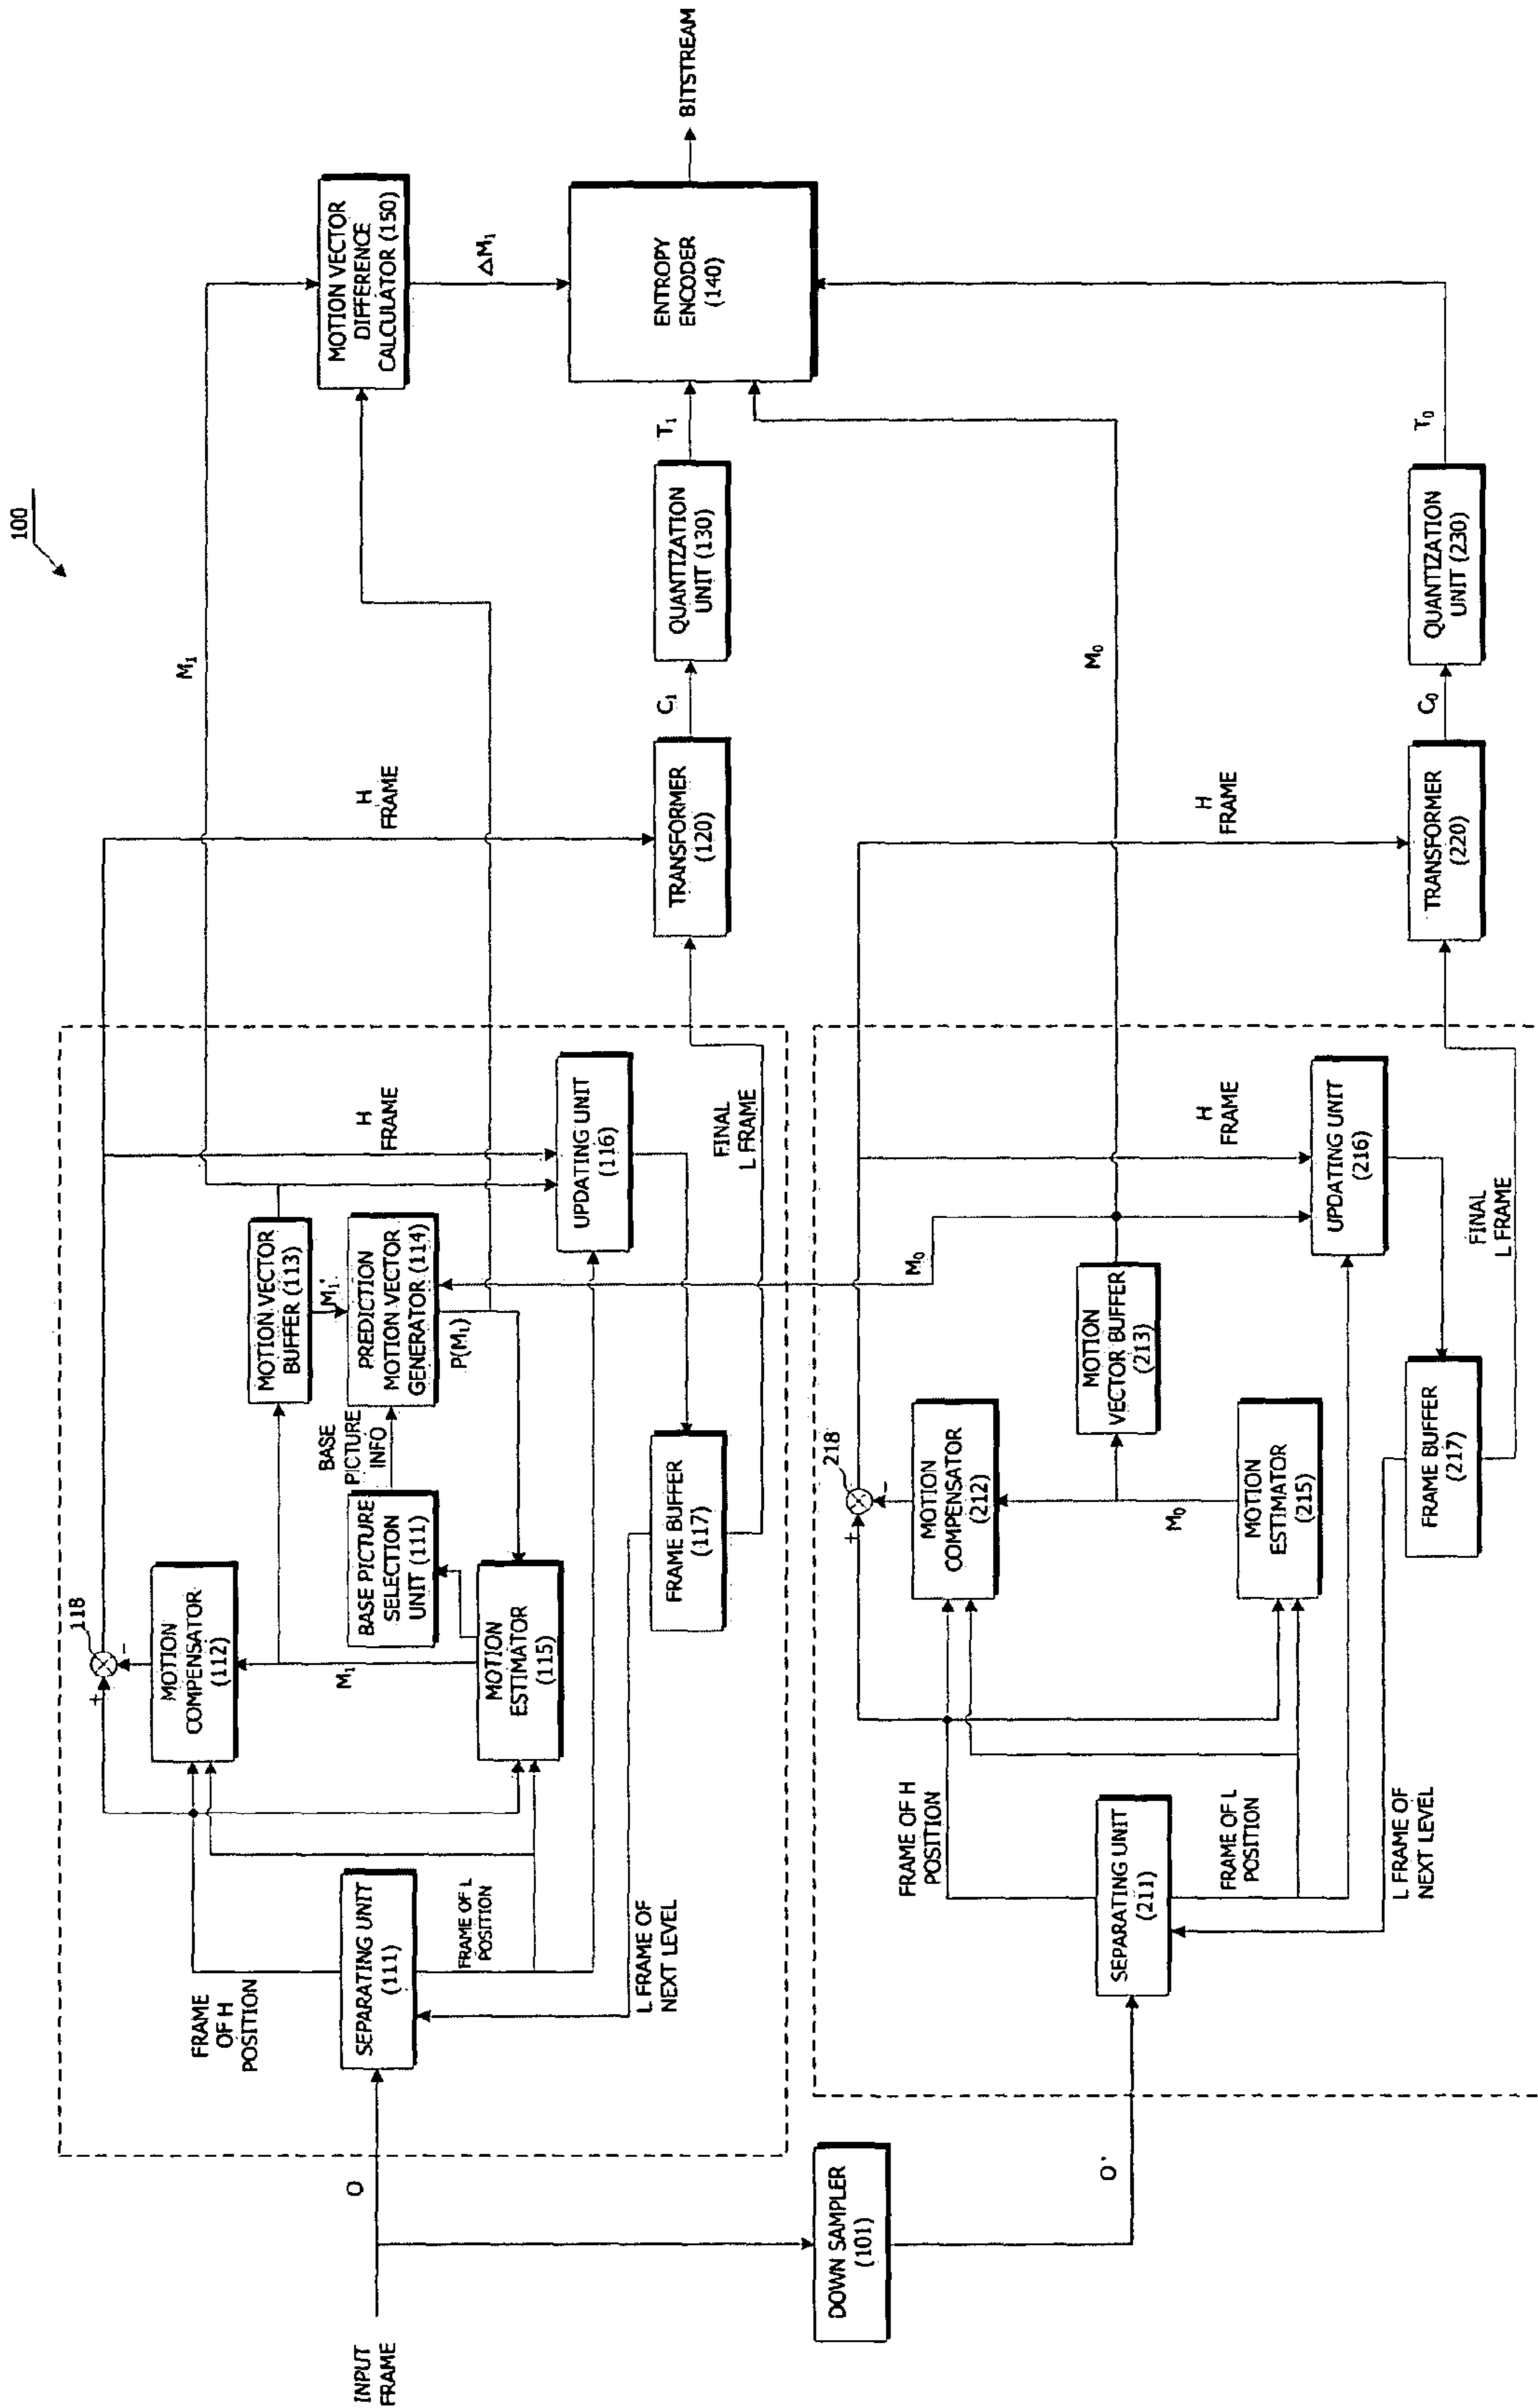 100
INPUT
FRAME
O
DOWN SAMPLER
(101)
O'
FRAME
OF H
POSITION
SEPARATING UNIT
(111)
FRAME OF L
POSITION
L FRAME OF
NEXT LEVEL
118
+
-
MOTION
COMPENSATOR
(112)
M1
MOTION
ESTIMATOR
(115)
BASE PICTURE
SELECTION
UNIT (111)
BASE
PICTURE
INFO
MOTION VECTOR
BUFFER (113)
M1'
PREDICTION
MOTION VECTOR
GENERATOR (114)
P(M1)
FRAME BUFFER
(117)
H
FRAME
UPDATING UNIT
(116)
FINAL
L FRAME
M1
H
FRAME
TRANSFORMER
(120)
C1
QUANTIZATION
UNIT (130)
T1
MOTION VECTOR
DIFFERENCE
CALCULATOR (150)
ΔM1
ENTROPY
ENCODER
(140)
BITSTREAM
FRAME OF H
POSITION
SEPARATING UNIT
(211)
FRAME OF L
POSITION
L FRAME OF
NEXT LEVEL
218
+
-
MOTION
COMPENSATOR
(212)
M0
MOTION
ESTIMATOR
(215)
MOTION
VECTOR BUFFER
(213)
M0
FRAME BUFFER
(217)
H
FRAME
UPDATING UNIT
(216)
FINAL
L FRAME
M0
H
FRAME
TRANSFORMER
(220)
C0
QUANTIZATION
UNIT (230)
T0